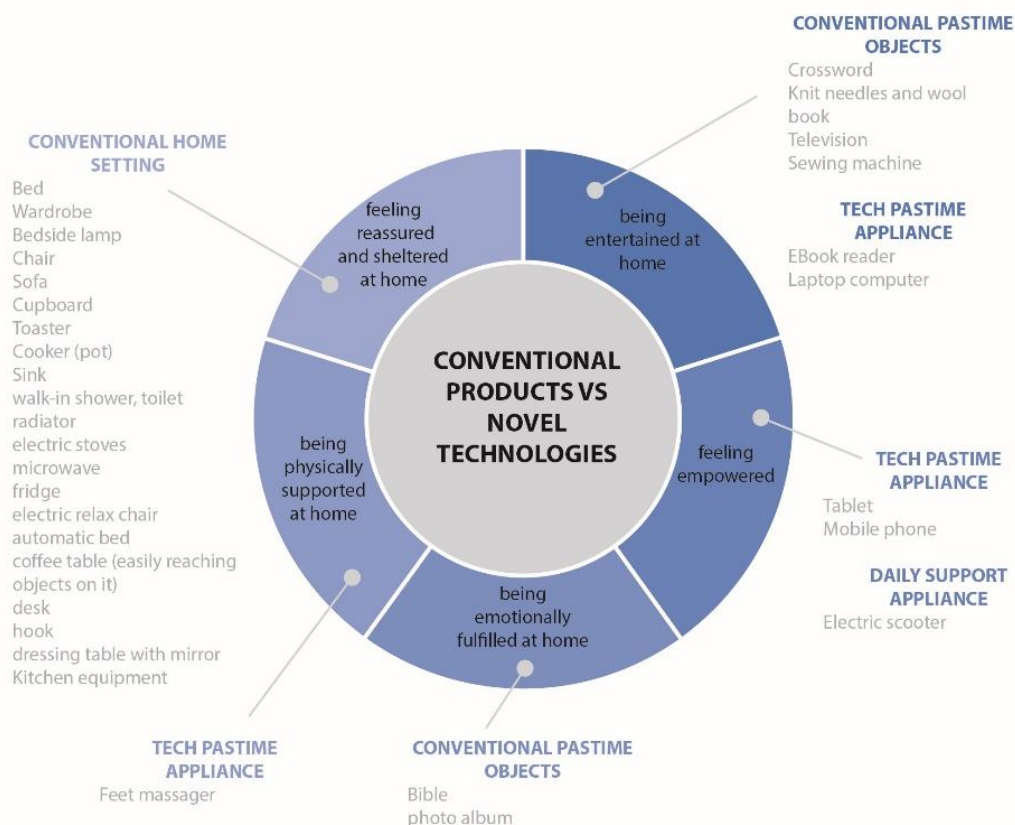 CONVENTIONAL PASTIME
OBJECTS
Crossword
Knit needles and wool
book
Television
Sewing machine
TECH PASTIME
APPLIANCE
EBook reader
Laptop computer
CONVENTIONAL HOME
SETTING
Bed
Wardrobe
Bedside lamp
Chair
Sofa
Cupboard
Toaster
Cooker (pot)
Sink
walk-in shower, toilet
radiator
electric stoves
microwave
fridge
electric relax chair
automatic bed
coffee table (easily reaching
objects on it)
desk
hook
dressing table with mirror
Kitchen equipment
feeling
reassured
and sheltered
at home
being
entertained at
home
CONVENTIONAL
PRODUCTS VS
NOVEL
TECHNOLOGIES
being
physically
supported
at home
feeling
empowered
being
emotionally
fulfilled at home
TECH PASTIME
APPLIANCE
Tablet
Mobile phone
DAILY SUPPORT
APPLIANCE
Electric scooter
TECH PASTIME
APPLIANCE
Feet massager
CONVENTIONAL PASTIME
OBJECTS
Bible
photo album